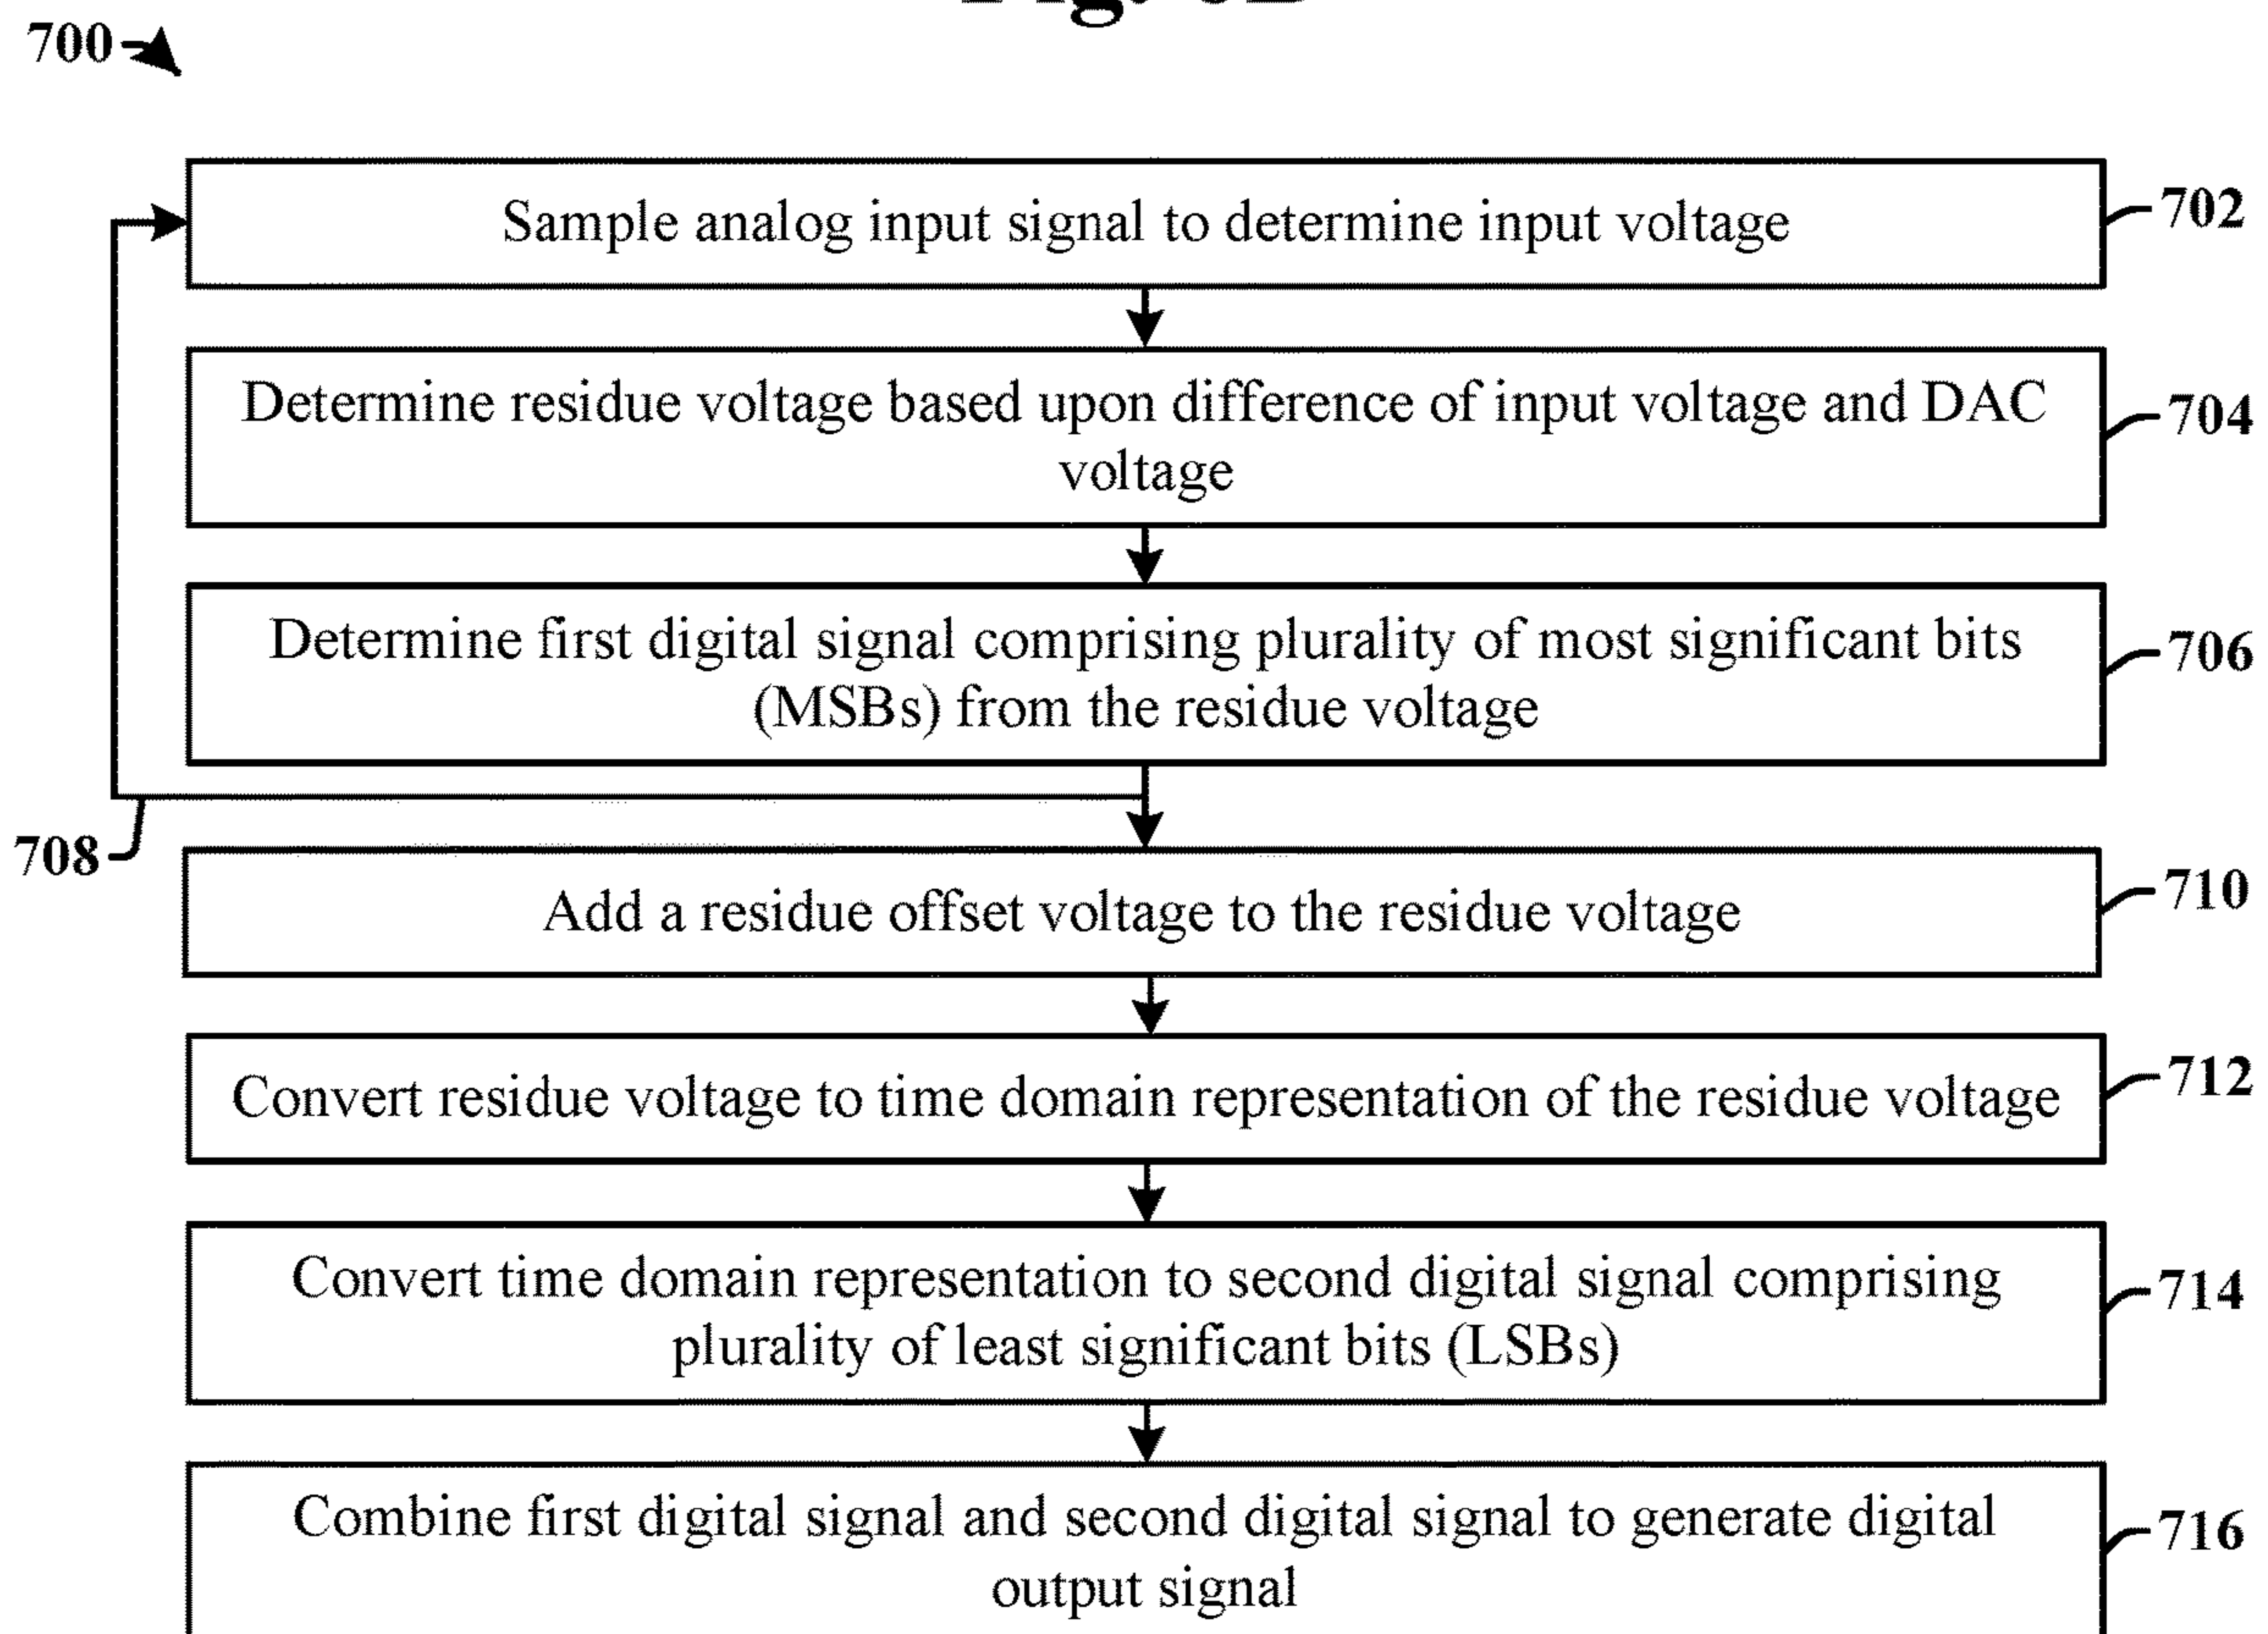 700
Sample analog input signal to determine input voltage
702
Determine residue voltage based upon difference of input voltage and DAC
voltage
704
Determine first digital signal comprising plurality of most significant bits
(MSBs) from the residue voltage
706
708
Add a residue offset voltage to the residue voltage
710
Convert residue voltage to time domain representation of the residue voltage
712
Convert time domain representation to second digital signal comprising
plurality of least significant bits (LSBs)
714
Combine first digital signal and second digital signal to generate digital
output signal
716